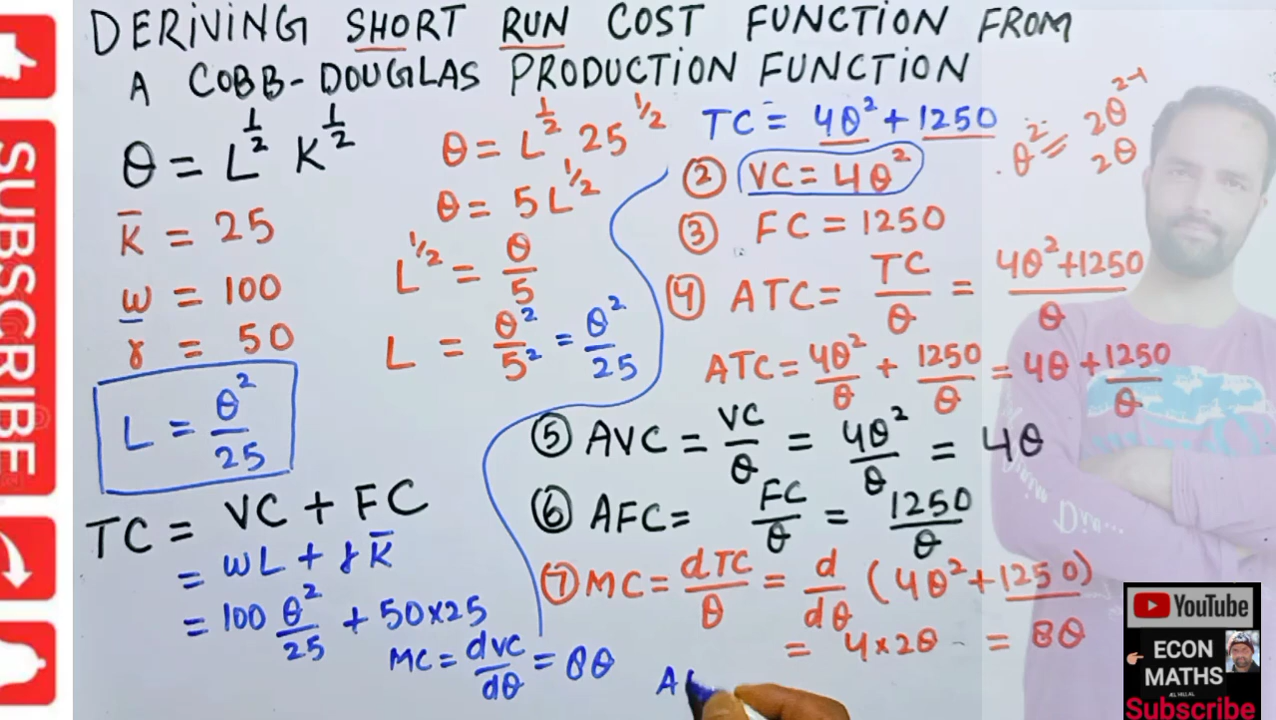 DERIVING SHORT RUN COST FUNCTION FROM
A COBB-DOUGLAS PRODUCTION FUNCTION
θ = L^{1/2} K^{1/2}
K̄ = 25
w = 100
r = 50
L = θ²/25
TC = VC + FC
= wL + rK̄
= 100 θ²/25 + 50×25
θ = L^{1/2} 25^{1/2}
θ = 5L^{1/2}
L^{1/2} = θ/5
L = θ²/5² = θ²/25
TC = 4θ² + 1250
② VC = 4θ²
③ FC = 1250
④ ATC = TC/θ = 4θ²+1250/θ
ATC = 4θ²/θ + 1250/θ = 4θ + 1250/θ
⑤ AVC = VC/θ = 4θ²/θ = 4θ
⑥ AFC = FC/θ = 1250/θ
⑦ MC = dTC/θ = d/dθ (4θ²+1250)
= 4×2θ = 8θ
MC = dVC/dθ = 8θ
θ² = 2θ^{2-1}
2θ
SUBSCRIBE
YouTube
ECON
MATHS
Subscribe